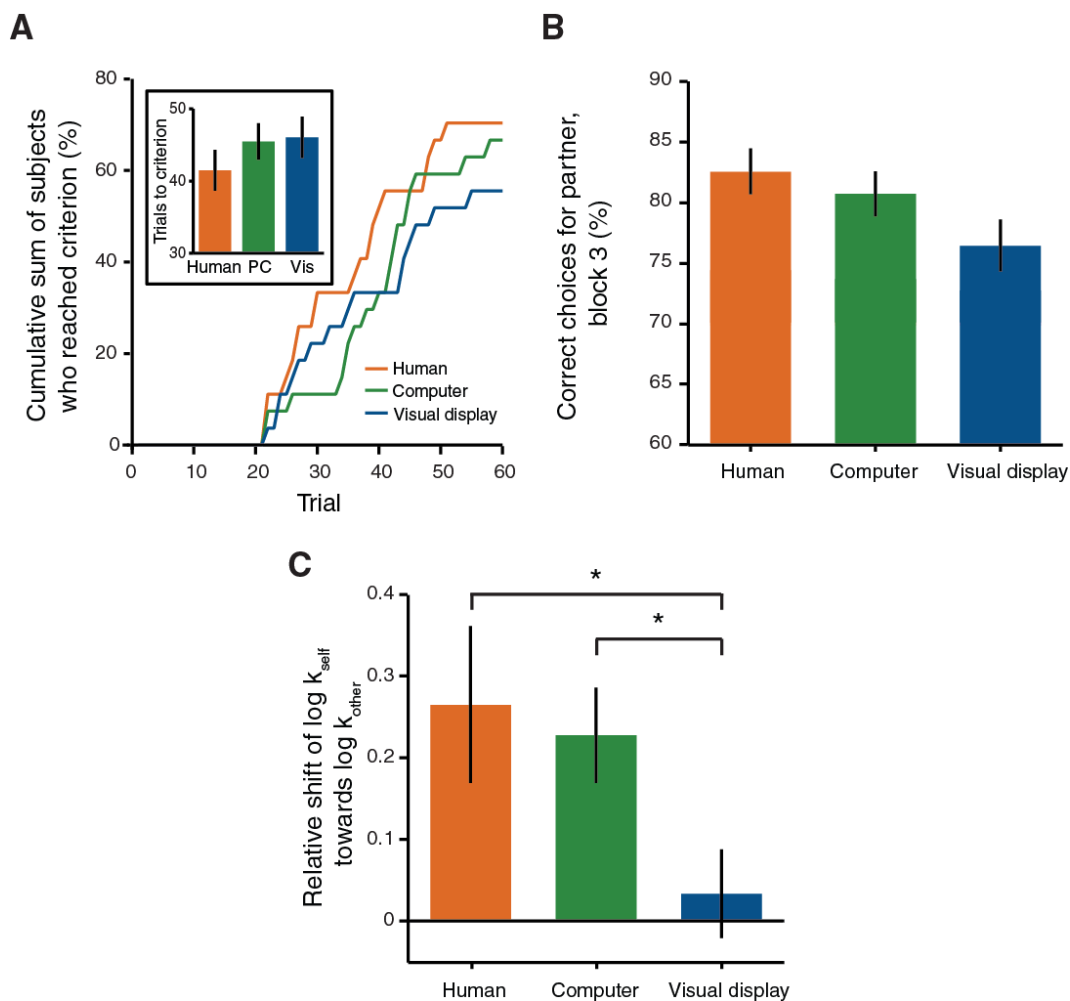 A
Cumulative sum of subjects
who reached criterion (%)
80
60
40
20
0
0 10 20 30 40 50 60
Trial
Trials to criterion
50
40
30
Human PC Vis
Human
Computer
Visual display
B
Correct choices for partner,
block 3 (%)
90
85
80
75
70
65
60
Human Computer Visual display
C
Relative shift of log kself
towards log kother
0.4
0.3
0.2
0.1
0
* 
*
Human Computer Visual display